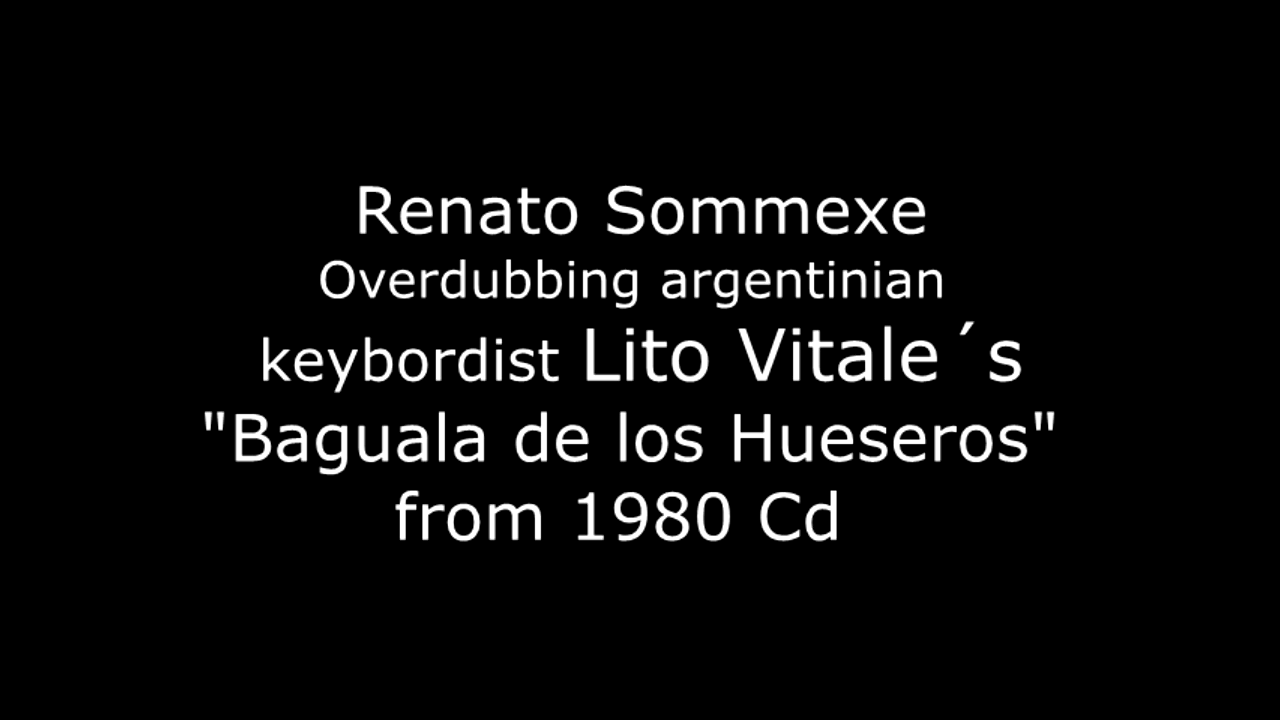 Renato Sommexe
Overdubbing argentinian
keybordist Lito Vitale´s
"Baguala de los Hueseros"
from 1980 Cd